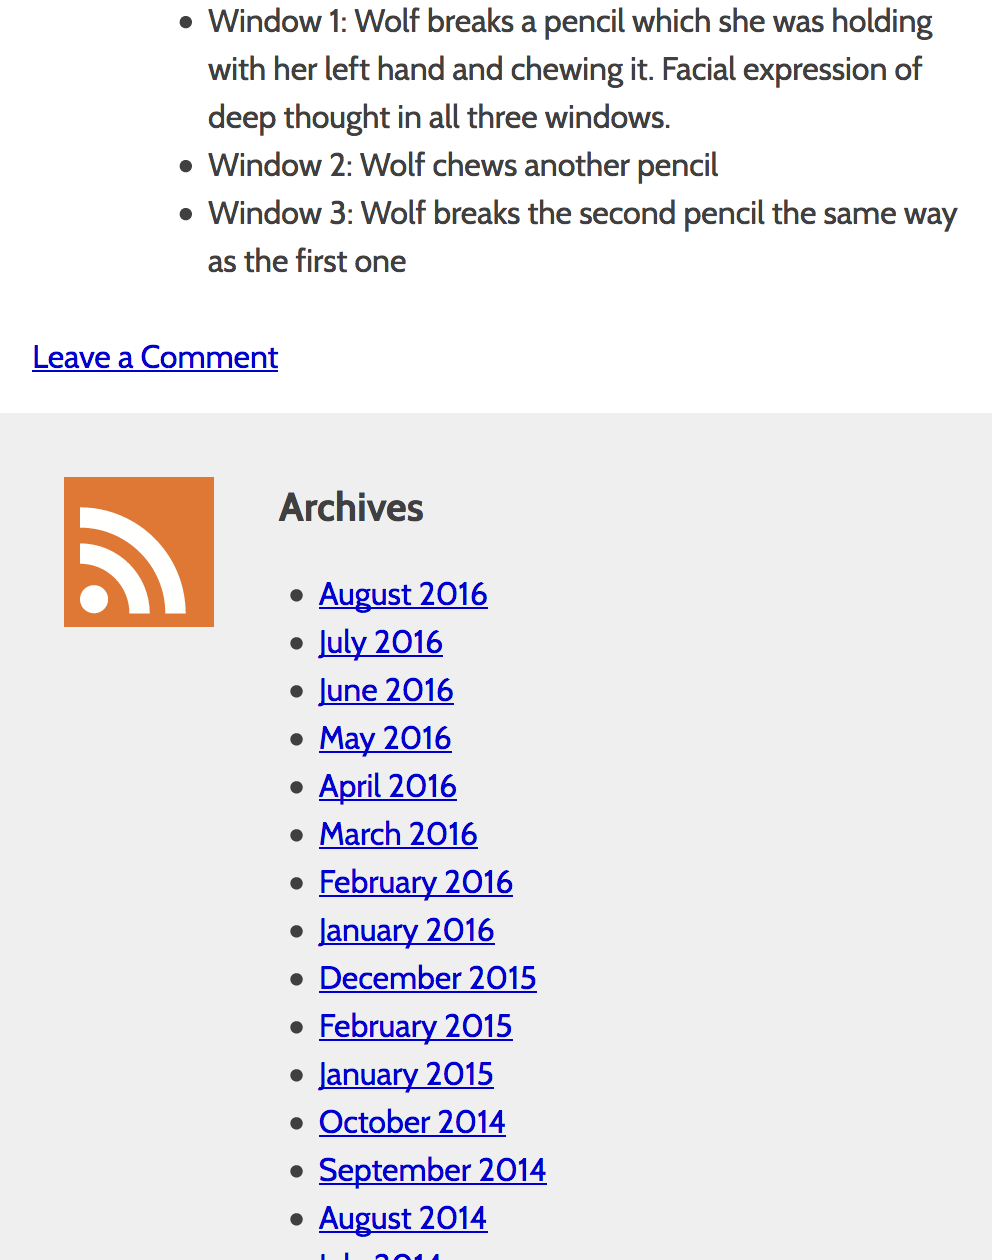 Window 1: Wolf breaks a pencil which she was holding
with her left hand and chewing it. Facial expression of
deep thought in all three windows.
Window 2: Wolf chews another pencil
Window 3: Wolf breaks the second pencil the same way
as the first one
Leave a Comment
Archives
August 2016
July 2016
June 2016
May 2016
April 2016
March 2016
February 2016
January 2016
December 2015
February 2015
January 2015
October 2014
September 2014
August 2014
July 2014